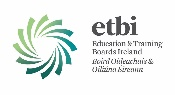 etbi
Education & Training
Boards Ireland
Boird Oideachais &
Oiliúna Éireann